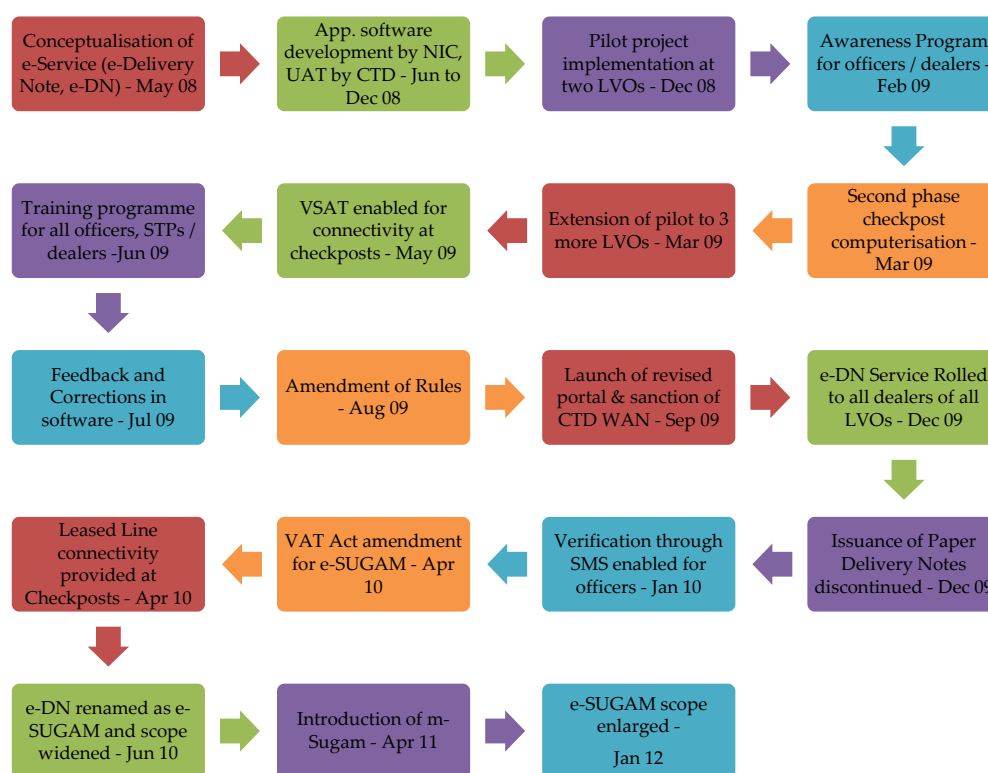 Conceptualisation of
e-Service (e-Delivery
Note, e-DN) - May 08
App. software
development by NIC,
UAT by CTD - Jun to
Dec 08
Pilot project
implementation at
two LVOs - Dec 08
Awareness Program
for officers / dealers -
Feb 09
Second phase
checkpost
computerisation -
Mar 09
Extension of pilot to 3
more LVOs - Mar 09
VSAT enabled for
connectivity at
checkposts - May 09
Training programme
for all officers, STPs /
dealers -Jun 09
Feedback and
Corrections in
software - Jul 09
Amendment of Rules
- Aug 09
Launch of revised
portal & sanction of
CTD WAN - Sep 09
e-DN Service Rolled
to all dealers of all
LVOs - Dec 09
Issuance of Paper
Delivery Notes
discontinued - Dec 09
Verification through
SMS enabled for
officers - Jan 10
VAT Act amendment
for e-SUGAM - Apr
10
Leased Line
connectivity
provided at
Checkposts - Apr 10
e-DN renamed as e-
SUGAM and scope
widened - Jun 10
Introduction of m-
Sugam - Apr 11
e-SUGAM scope
enlarged -
Jan 12